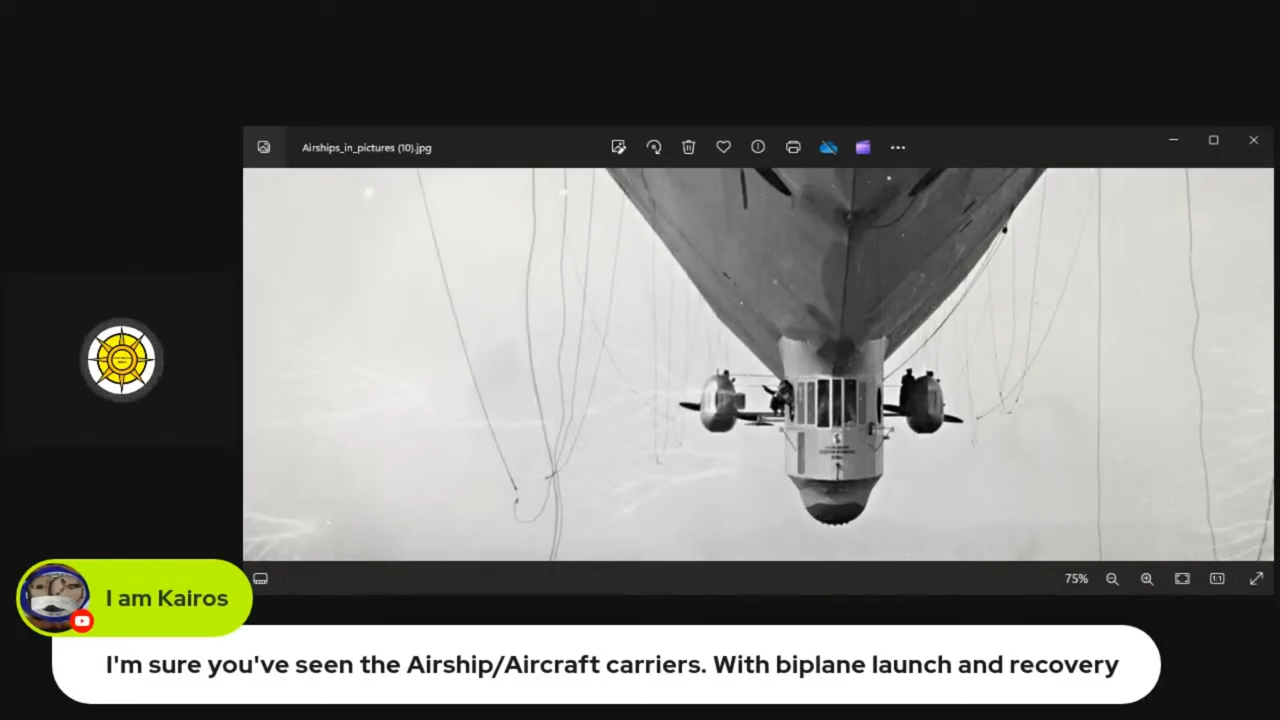 Airships_in_pictures (10).jpg
75%
I am Kairos
I'm sure you've seen the Airship/Aircraft carriers. With biplane launch and recovery